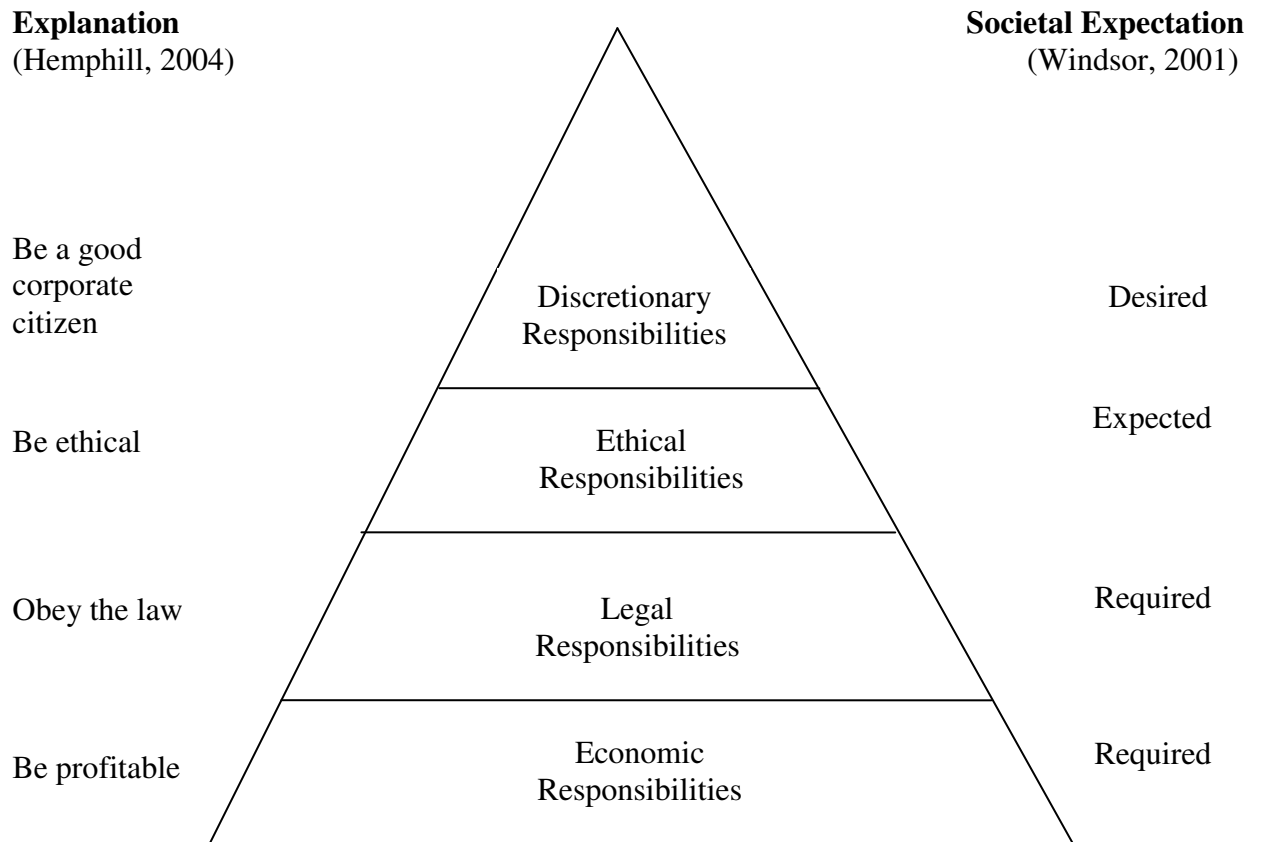 Explanation
(Hemphill, 2004)
Societal Expectation
(Windsor, 2001)
Be a good
corporate
citizen
Discretionary
Responsibilities
Desired
Be ethical
Ethical
Responsibilities
Expected
Obey the law
Legal
Responsibilities
Required
Be profitable
Economic
Responsibilities
Required